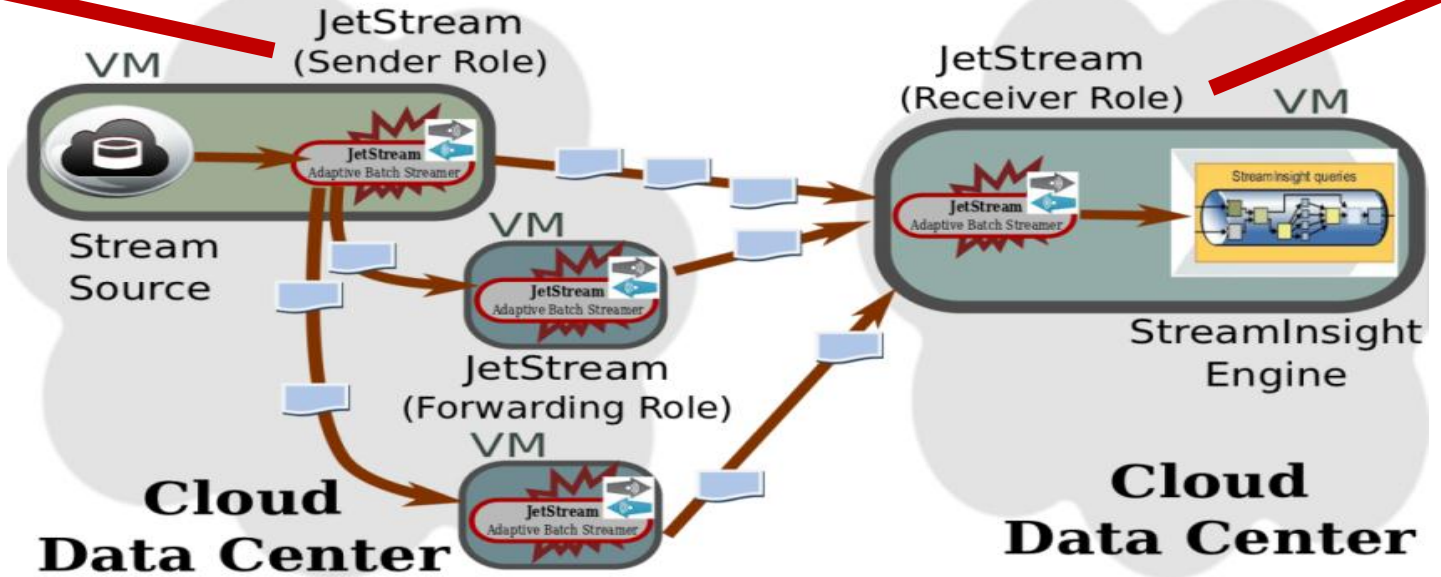 JetStream
(Sender Role)
VM
JetStream
Adaptive Batch Streamer
Stream
Source
VM
JetStream
Adaptive Batch Streamer
JetStream
(Forwarding Role)
VM
JetStream
Adaptive Batch Streamer
Cloud
Data Center
JetStream
(Receiver Role)
VM
JetStream
Adaptive Batch Streamer
StreamInsight queries
StreamInsight
Engine
Cloud
Data Center